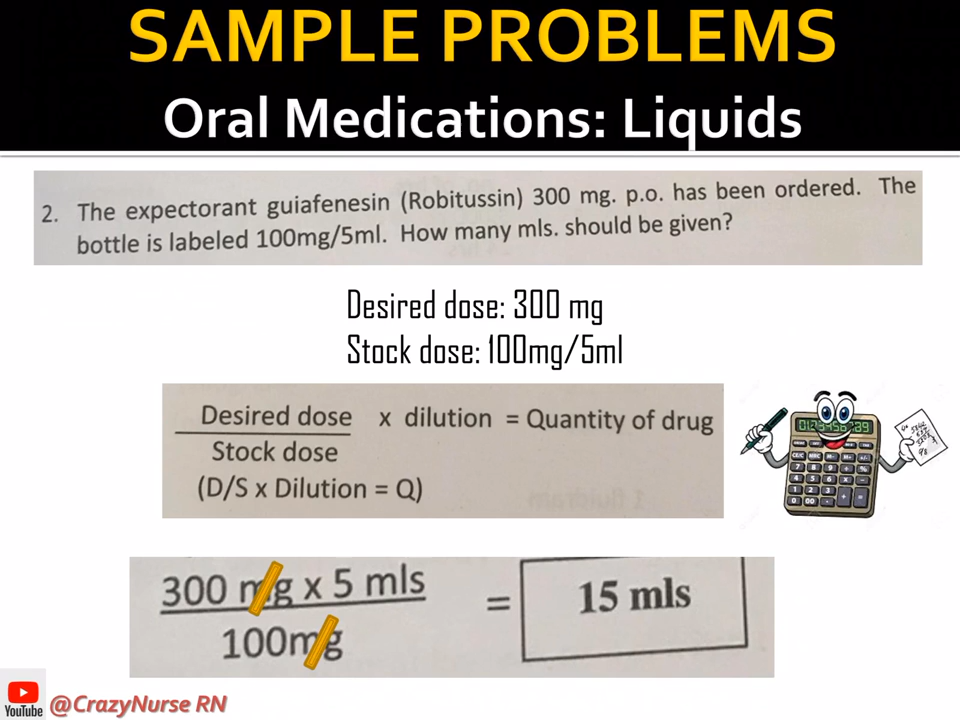 SAMPLE PROBLEMS
Oral Medications: Liquids
2. The expectorant guiafenesin (Robitussin) 300 mg. p.o. has been ordered. The
bottle is labeled 100mg/5ml. How many mls. should be given?
Desired dose: 300 mg
Stock dose: 100mg/5ml
Desired dose x dilution = Quantity of drug
Stock dose
(D/S x Dilution = Q)
300 mg x 5 mls = 15 mls
100mg
YouTube @CrazyNurse RN